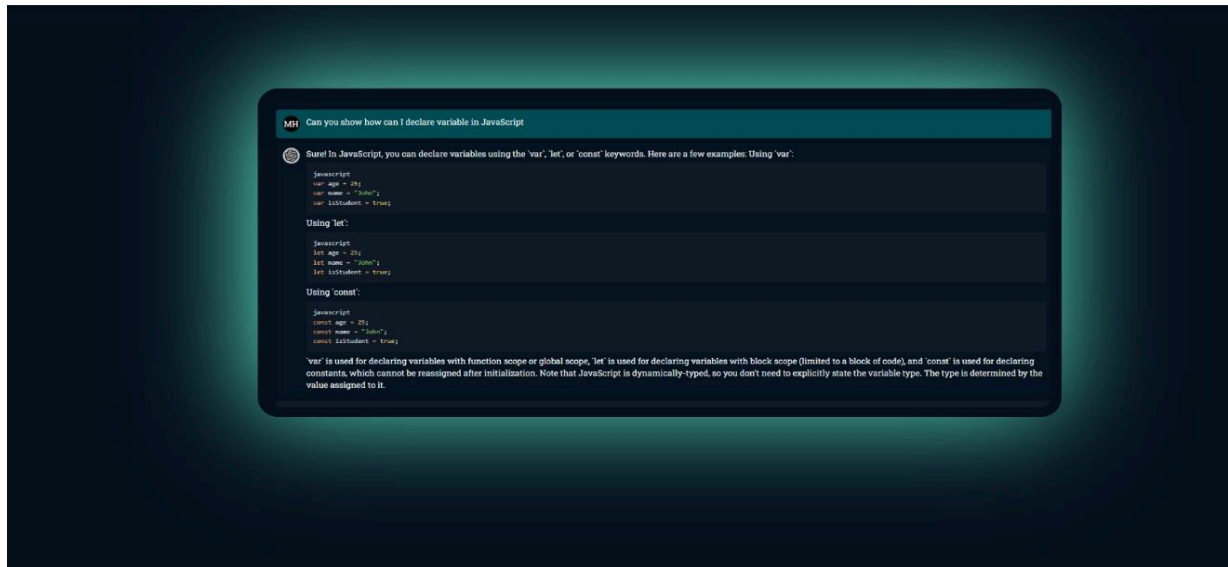 MH Can you show how can I declare variable in JavaScript
Sure! In JavaScript, you can declare variables using the `var`, `let`, or `const` keywords. Here are a few examples: Using `var`:
javascript
var age = 25;
var name = "John";
var isStudent = true;
Using `let`:
javascript
let age = 25;
let name = "John";
let isStudent = true;
Using `const`:
javascript
const age = 25;
const name = "John";
const isStudent = true;
`var` is used for declaring variables with function scope or global scope, `let` is used for declaring variables with block scope (limited to a block of code), and `const` is used for declaring
constants, which cannot be reassigned after initialization. Note that JavaScript is dynamically-typed, so you don't need to explicitly state the variable type. The type is determined by the
value assigned to it.